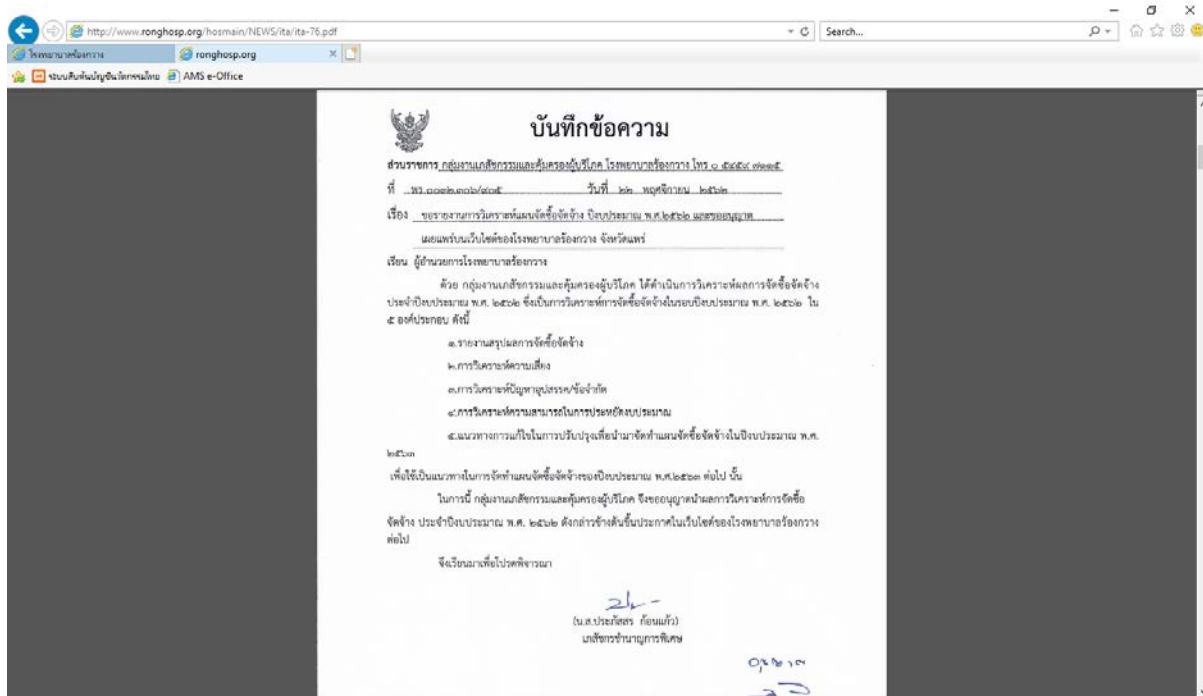 http://www.ronghosp.org/hosmain/NEWS/ita/ita-76.pdf
Search...
โรงพยาบาลร้องกวาง
ronghosp.org
AMS e-Office
บันทึกข้อความ
ส่วนราชการ กลุ่มงานเภสัชกรรมและคุ้มครองผู้บริโภค โรงพยาบาลร้องกวาง โทร ๐ ๕๔๕๙ ๗๑๑๕
ที่ พร ๐๐๓๒.๓๐๖/ วันที่ ๒๒ พฤศจิกายน ๒๕๖๒
เรื่อง ขอรายงานการวิเคราะห์แผนจัดซื้อจัดจ้าง ปีงบประมาณ พ.ศ.๒๕๖๒ และขออนุญาต
เผยแพร่บนเว็บไซต์ของโรงพยาบาลร้องกวาง จังหวัดแพร่
เรียน ผู้อำนวยการโรงพยาบาลร้องกวาง
ด้วย กลุ่มงานเภสัชกรรมและคุ้มครองผู้บริโภค ได้ดำเนินการวิเคราะห์ผลการจัดซื้อจัดจ้าง
ประจำปีงบประมาณ พ.ศ. ๒๕๖๒ ซึ่งเป็นการวิเคราะห์การจัดซื้อจัดจ้างในรอบปีงบประมาณ พ.ศ. ๒๕๖๒ ใน
๕ องค์ประกอบ ดังนี้
๑.รายงานสรุปผลการจัดซื้อจัดจ้าง
๒.การวิเคราะห์ความเสี่ยง
๓.การวิเคราะห์ปัญหาอุปสรรค/ข้อจำกัด
๔.การวิเคราะห์ความสามารถในการประหยัดงบประมาณ
๕.แนวทางการแก้ไขในการปรับปรุงเพื่อนำมาจัดทำแผนจัดซื้อจัดจ้างในปีงบประมาณ พ.ศ.
๒๕๖๓
เพื่อใช้เป็นแนวทางในการจัดทำแผนจัดซื้อจัดจ้างของปีงบประมาณ พ.ศ.๒๕๖๓ ต่อไป นั้น
ในการนี้ กลุ่มงานเภสัชกรรมและคุ้มครองผู้บริโภค จึงขออนุญาตนำผลการวิเคราะห์การจัดซื้อ
จัดจ้าง ประจำปีงบประมาณ พ.ศ. ๒๕๖๒ ดังกล่าวข้างต้นขึ้นประกาศในเว็บไซต์ของโรงพยาบาลร้องกวาง
ต่อไป
จึงเรียนมาเพื่อโปรดพิจารณา
(น.ส.ประภัสสร ก้อนแก้ว)
เภสัชกรชำนาญการพิเศษ